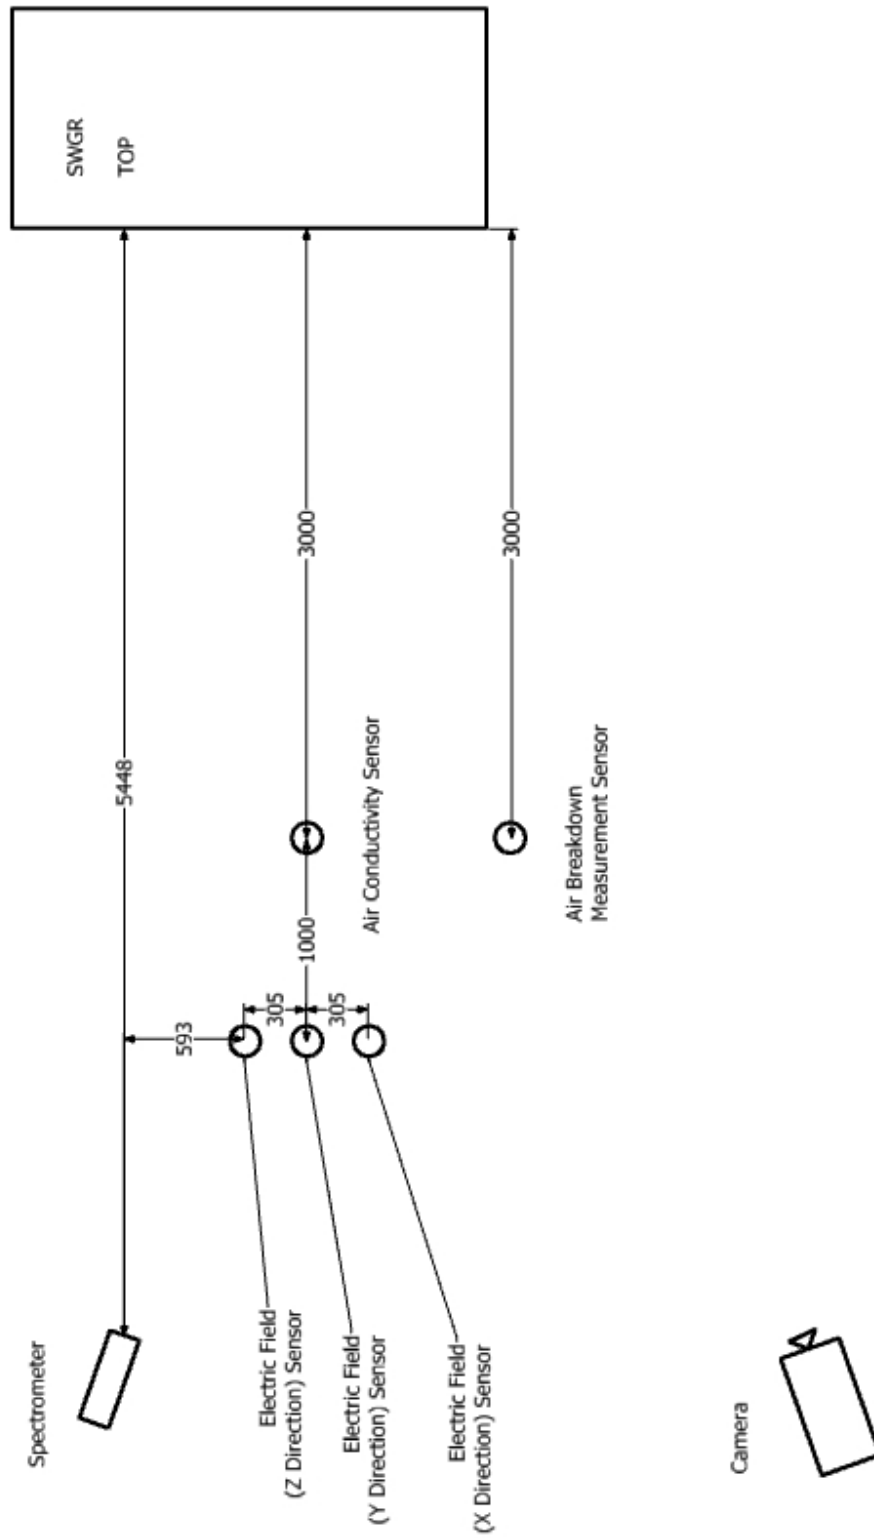 SWGR
TOP
5448
3000
3000
Air Conductivity Sensor
Air Breakdown
Measurement Sensor
1000
305
305
593
Spectrometer
Electric Field
(Z Direction) Sensor
Electric Field
(Y Direction) Sensor
Electric Field
(X Direction) Sensor
Camera